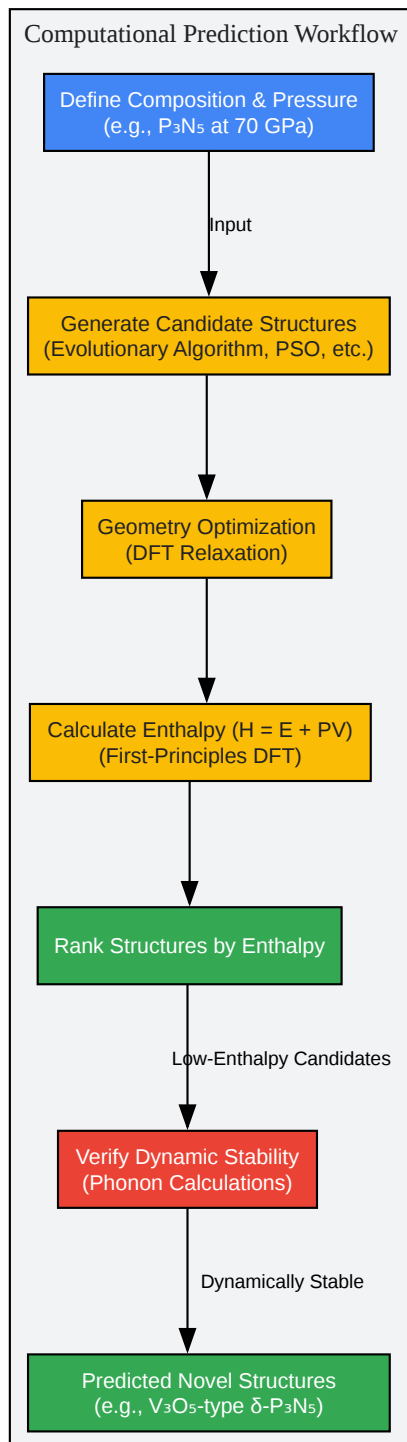 Computational Prediction Workflow
Define Composition & Pressure
(e.g., P₃N₅ at 70 GPa)
Input
Generate Candidate Structures
(Evolutionary Algorithm, PSO, etc.)
Geometry Optimization
(DFT Relaxation)
Calculate Enthalpy (H = E + PV)
(First-Principles DFT)
Rank Structures by Enthalpy
Low-Enthalpy Candidates
Verify Dynamic Stability
(Phonon Calculations)
Dynamically Stable
Predicted Novel Structures
(e.g., V₃O₅-type δ-P₃N₅)